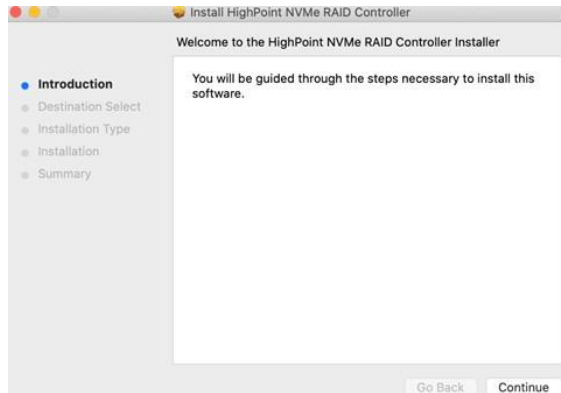 Install HighPoint NVMe RAID Controller
Welcome to the HighPoint NVMe RAID Controller Installer
Introduction
Destination Select
Installation Type
Installation
Summary
You will be guided through the steps necessary to install this
software.
Go Back
Continue